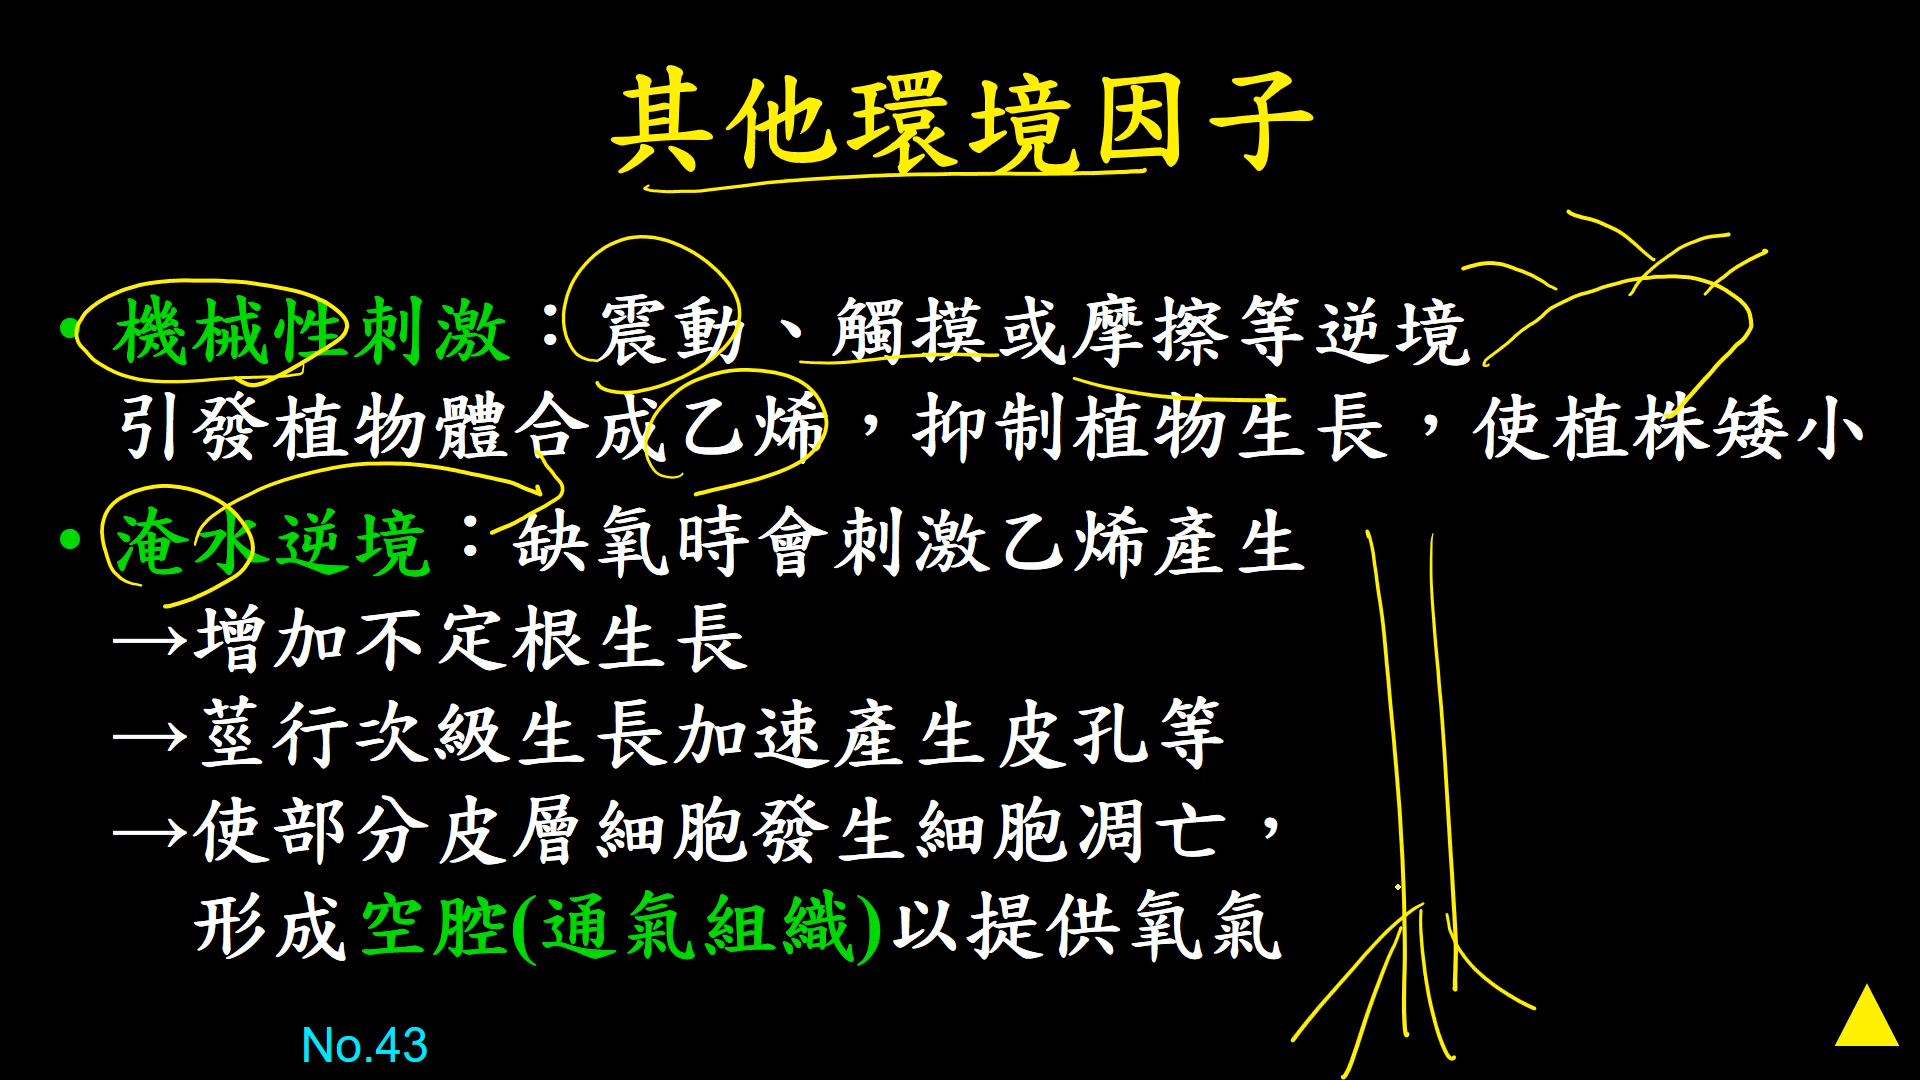 其他環境因子
•機械性刺激：震動、觸摸或摩擦等逆境
引發植物體合成乙烯，抑制植物生長，使植株矮小
•淹水逆境：缺氧時會刺激乙烯產生
→增加不定根生長
→莖行次級生長加速產生皮孔等
→使部分皮層細胞發生細胞凋亡，
形成空腔(通氣組織)以提供氧氣
No.43